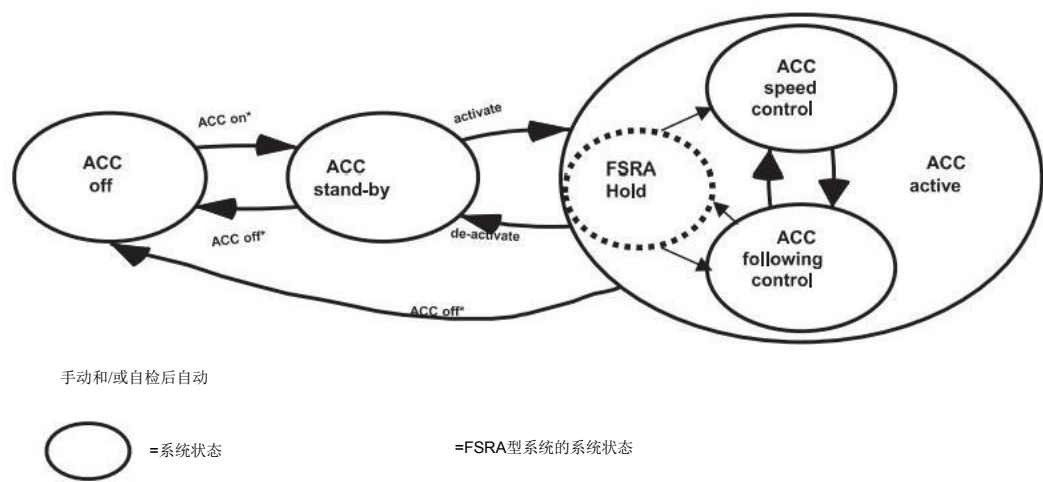 ACC
speed
control
ACC on*
activate
ACC
off
ACC
stand-by
FSRA
Hold
ACC
active
ACC off*
de-activate
ACC
following
control
ACC off*
手动和/或自检后自动
=系统状态
=FSRA型系统的系统状态